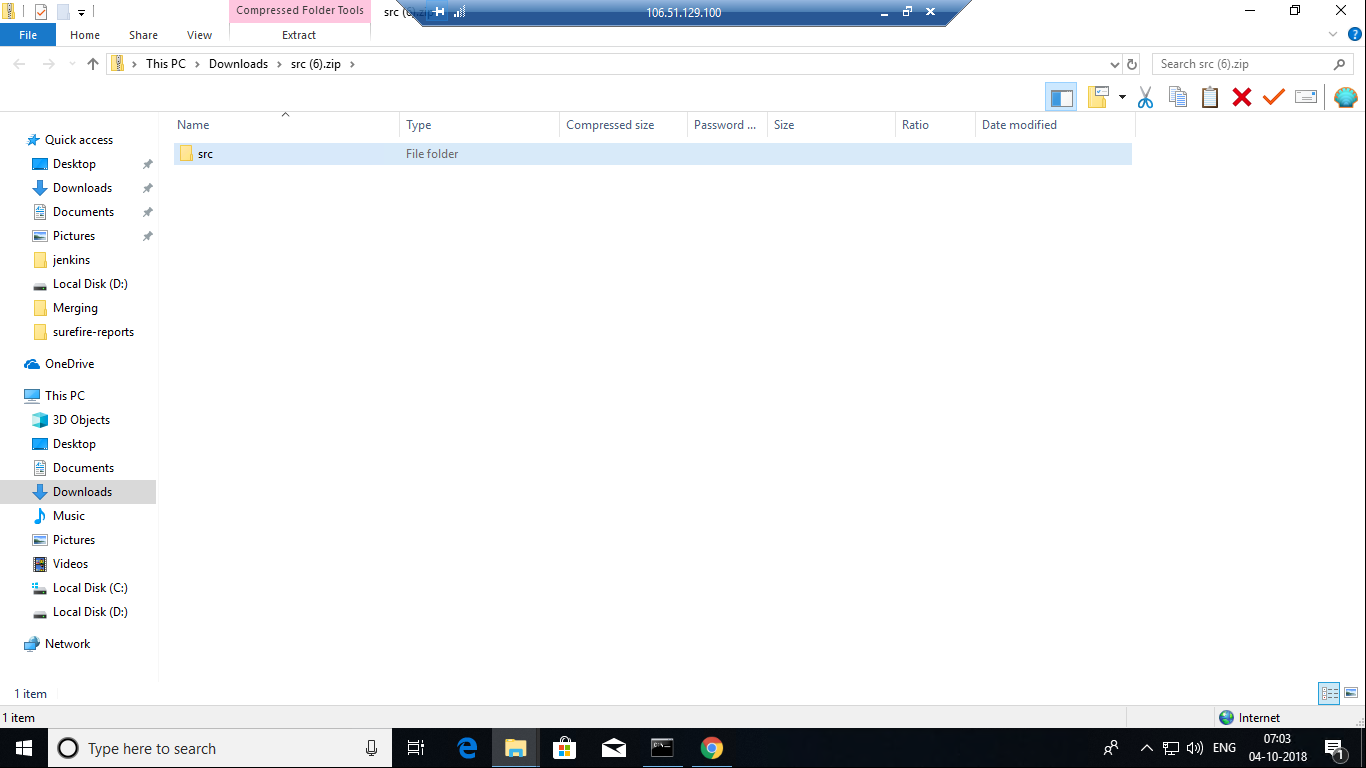 Compressed Folder Tools
src (6).zip
106.51.129.100
File
Home
Share
View
Extract
This PC
Downloads
src (6).zip
Search src (6).zip
Name
Type
Compressed size
Password ...
Size
Ratio
Date modified
src
File folder
Quick access
Desktop
Downloads
Documents
Pictures
jenkins
Local Disk (D:)
Merging
surefire-reports
OneDrive
This PC
3D Objects
Desktop
Documents
Downloads
Music
Pictures
Videos
Local Disk (C:)
Local Disk (D:)
Network
1 item
1 item
Internet
Type here to search
ENG
07:03
04-10-2018
1